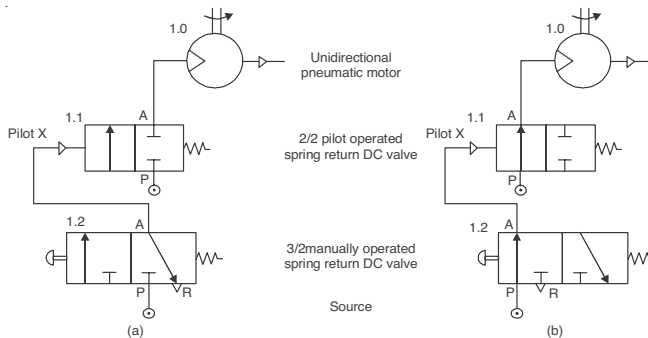 1.0
1.0
Unidirectional
pneumatic motor
1.1
A
1.1
A
Pilot X
2/2 pilot operated
spring return DC valve
Pilot X
P
P
1.2
A
1.2
A
3/2manually operated
spring return DC valve
P
R
P
R
Source
(a)
(b)